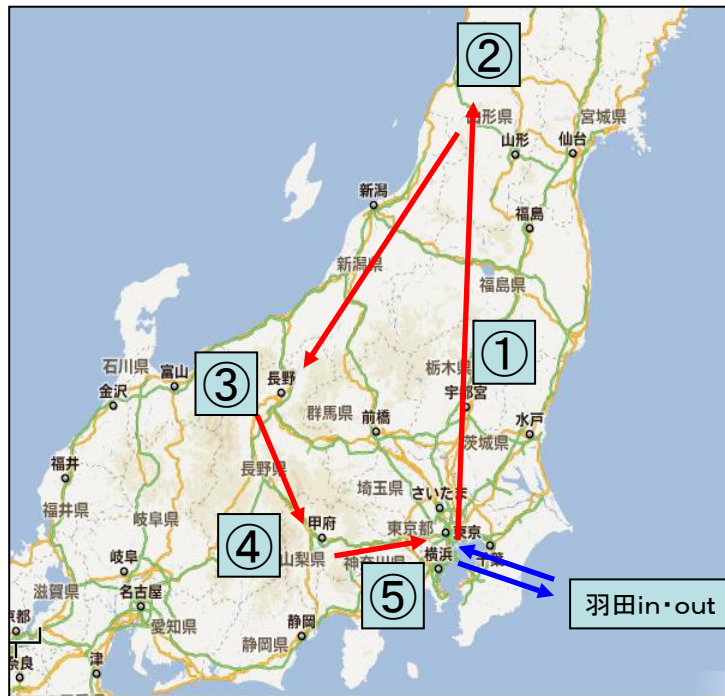 ②
山形県
宮城県
山形
仙台
新潟
福島
新潟県
福島県
①
石川県
富山
金沢
③
長野
栃木県
宇都宮
群馬県
前橋
水戸
茨城県
福井
長野県
埼玉県
さいたま
福井県
岐阜県
④
甲府
東京都
東京
山梨県
神奈川県
横浜
千葉
岐阜
⑤
滋賀県
名古屋
羽田in・out
京都
愛知県
静岡
静岡県
奈良
津